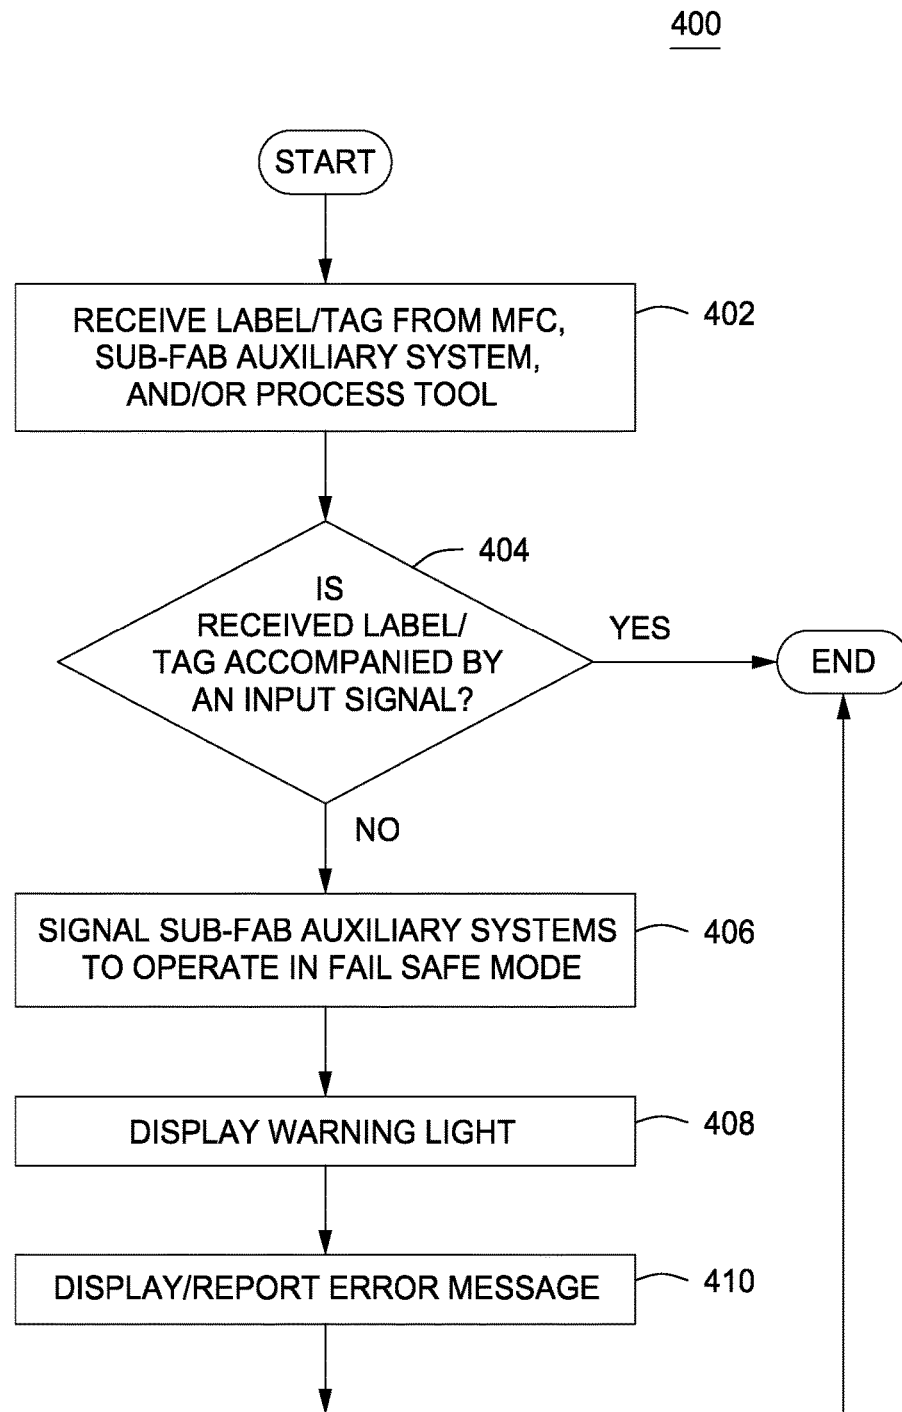 400
START
RECEIVE LABEL/TAG FROM MFC,
SUB-FAB AUXILIARY SYSTEM,
AND/OR PROCESS TOOL
402
404
IS
RECEIVED LABEL/
TAG ACCOMPANIED BY
AN INPUT SIGNAL?
YES
END
NO
SIGNAL SUB-FAB AUXILIARY SYSTEMS
TO OPERATE IN FAIL SAFE MODE
406
DISPLAY WARNING LIGHT
408
DISPLAY/REPORT ERROR MESSAGE
410